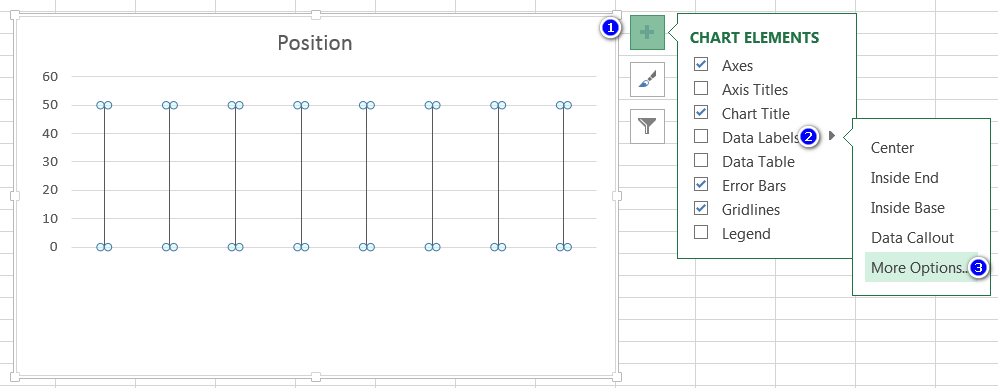 Position
60
50
40
30
20
10
0
1
CHART ELEMENTS
Axes
Axis Titles
Chart Title
Data Labels 2
Data Table
Error Bars
Gridlines
Legend
Center
Inside End
Inside Base
Data Callout
More Options... 3